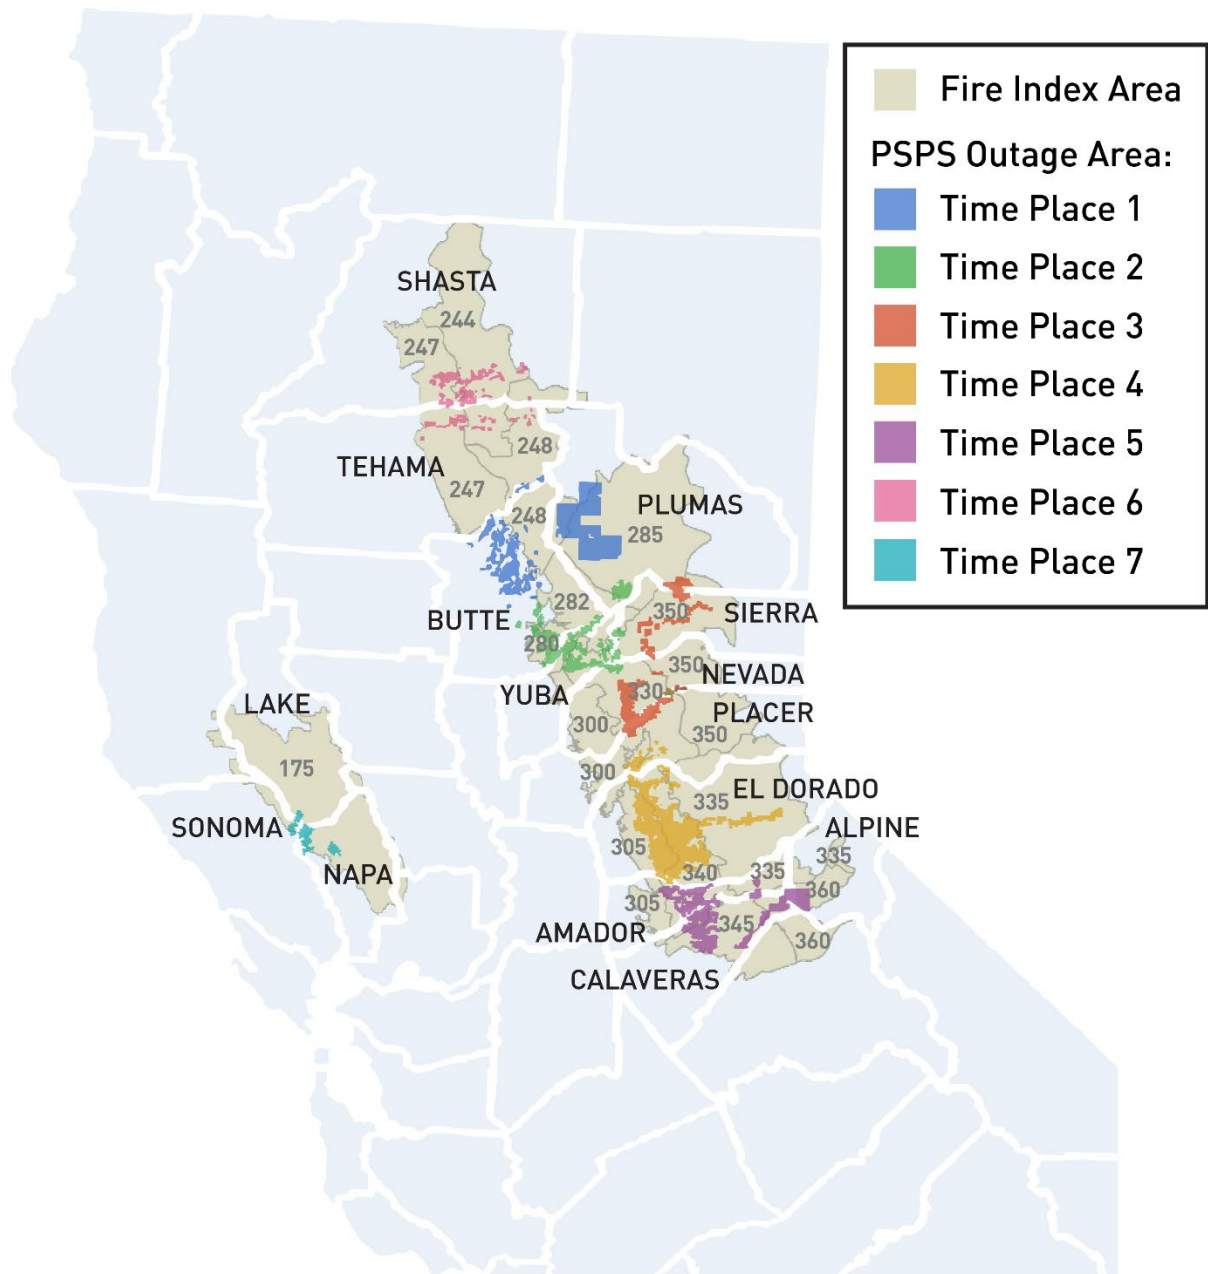 Fire Index Area
PSPS Outage Area:
Time Place 1
Time Place 2
Time Place 3
Time Place 4
Time Place 5
Time Place 6
Time Place 7
SHASTA
244
247
248
TEHAMA
247
248
PLUMAS
285
282
350
SIERRA
BUTTE
280
350
NEVADA
YUBA
330
PLACER
300
350
LAKE
175
300
335
EL DORADO
SONOMA
ALPINE
305
335
NAPA
340
335
360
305
345
AMADOR
360
CALAVERAS